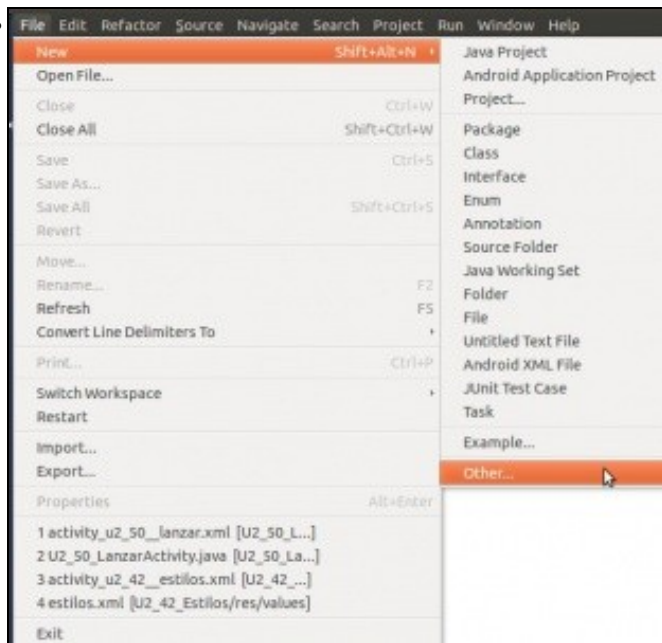 File Edit Refactor Source Navigate Search Project Run Window Help
New Shift+Alt+N
Open File...
Close Ctrl+W
Close All Shift+Ctrl+W
Save Ctrl+S
Save As...
Save All Shift+Ctrl+S
Revert
Move...
Rename... F2
Refresh F5
Convert Line Delimiters To
Print... Ctrl+P
Switch Workspace
Restart
Import...
Export...
Properties Alt+Enter
1 activity_u2_50__lanzar.xml [U2_50_L...]
2 U2_50_LanzarActivity.java [U2_50_La...]
3 activity_u2_42__estilos.xml [U2_42_...]
4 estilos.xml [U2_42_Estilos/res/values]
Exit
Java Project
Android Application Project
Project...
Package
Class
Interface
Enum
Annotation
Source Folder
Java Working Set
Folder
File
Untitled Text File
Android XML File
JUnit Test Case
Task
Example...
Other...